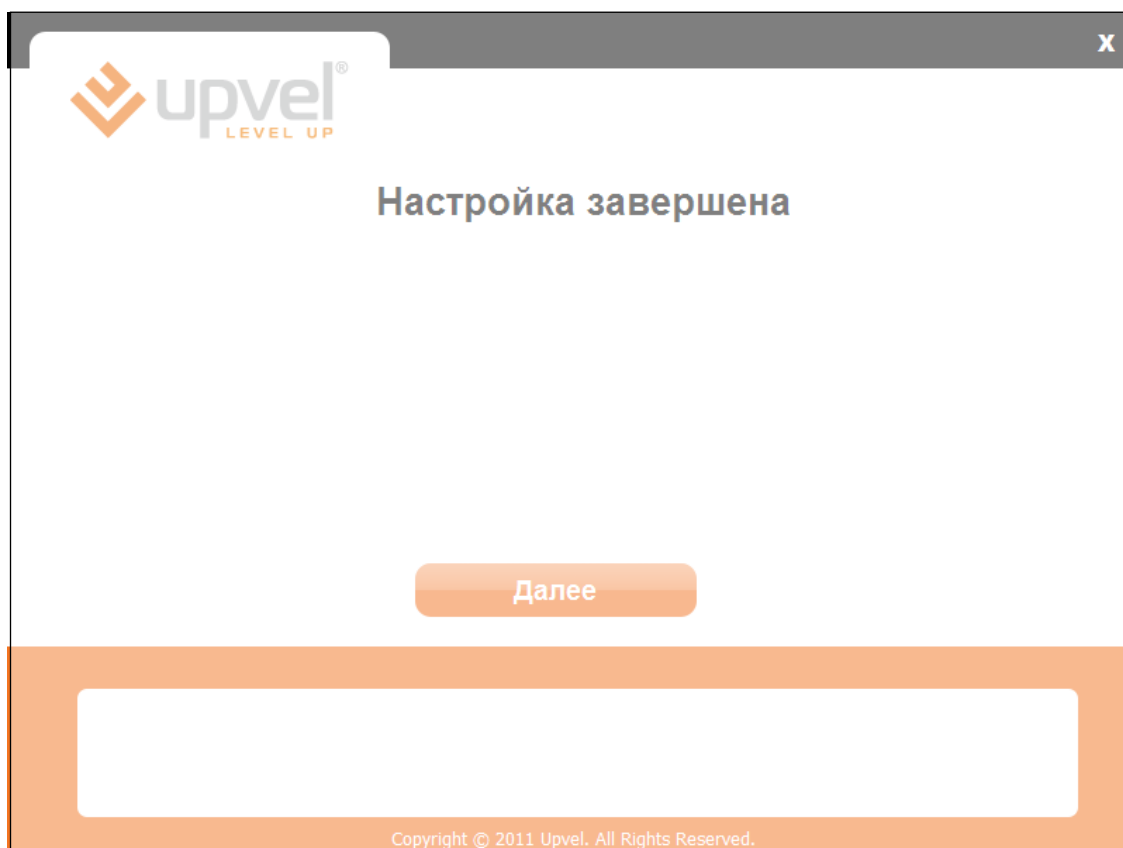 x
upvel®
LEVEL UP
Настройка завершена
Далее
Copyright © 2011 Upvel. All Rights Reserved.